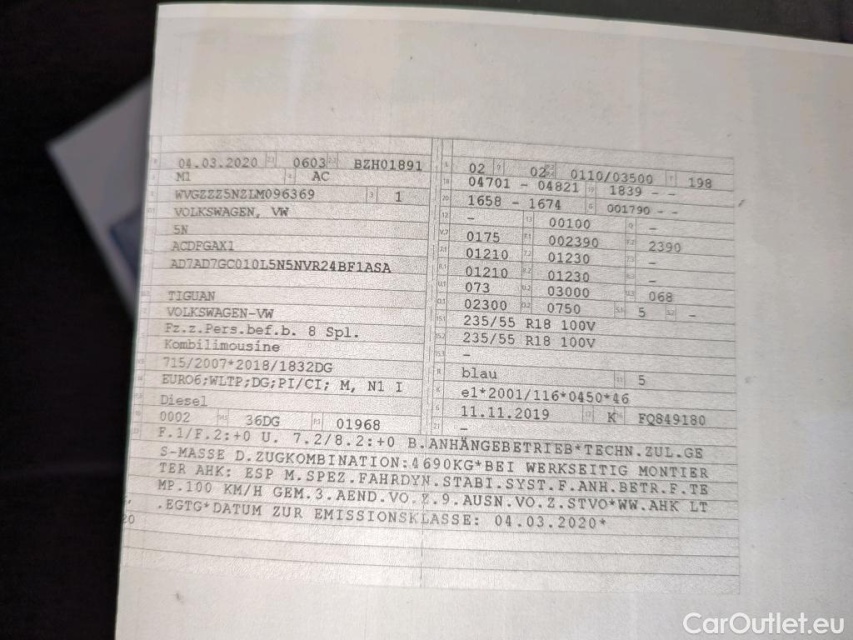 04.03.2020 0603 BZH01891
M1 AC
WVGZZZ5NZLM096369 1
VOLKSWAGEN, VW
5N
ACDFGAX1
AD7AD7GC010L5N5NVR24BF1ASA
TIGUAN
VOLKSWAGEN-VW
Fz.z.Pers.bef.b. 8 Spl.
Kombilimousine
715/2007*2018/1832DG
EURO6;WLTP;DG;PI/CI; M, N1 I
Diesel
0002 36DG 01968
02 02 0110/03500 198
04701 - 04821 1839 - -
1658 - 1674 001790 - -
- 00100 -
0175 002390 2390
01210 01230 -
01210 01230 -
073 03000 068
02300 0750 5 -
235/55 R18 100V
235/55 R18 100V
-
blau 5
e1*2001/116*0450*46
11.11.2019 K FQ849180
-
F.1/F.2:+0 U. 7.2/8.2:+0 B.ANHÄNGEBETRIEB*TECHN.ZUL.GE
S-MASSE D.ZUGKOMBINATION:4690KG*BEI WERKSEITIG MONTIER
TER AHK: ESP M.SPEZ.FAHRDYN.STABI.SYST.F.ANH.BETR.F.TE
MP.100 KM/H GEM.3.AEND.VO.Z.9.AUSN.VO.Z.STVO*WW.AHK LT
.EGTG*DATUM ZUR EMISSIONSKLASSE: 04.03.2020*
20
CarOutlet.eu